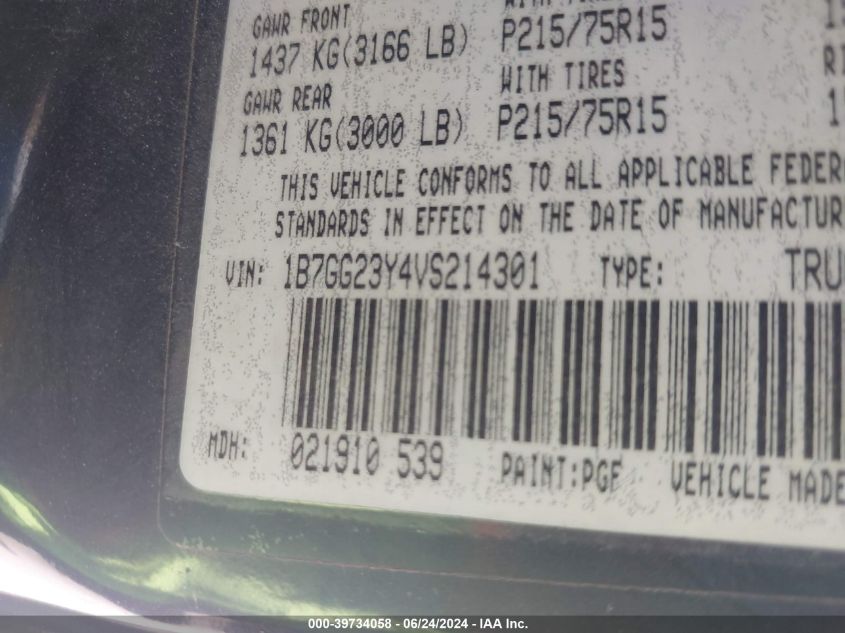 GAWR FRONT WITH TIRES
1437 KG(3166 LB) P215/75R15
GAWR REAR WITH TIRES
1361 KG(3000 LB) P215/75R15
THIS VEHICLE CONFORMS TO ALL APPLICABLE FEDER
STANDARDS IN EFFECT ON THE DATE OF MANUFACTUR
VIN: 1B7GG23Y4VS214301 TYPE: TRU
MDH: 021910 539 PAINT:PGF VEHICLE MADE
000-39734058 - 06/24/2024 - IAA Inc.